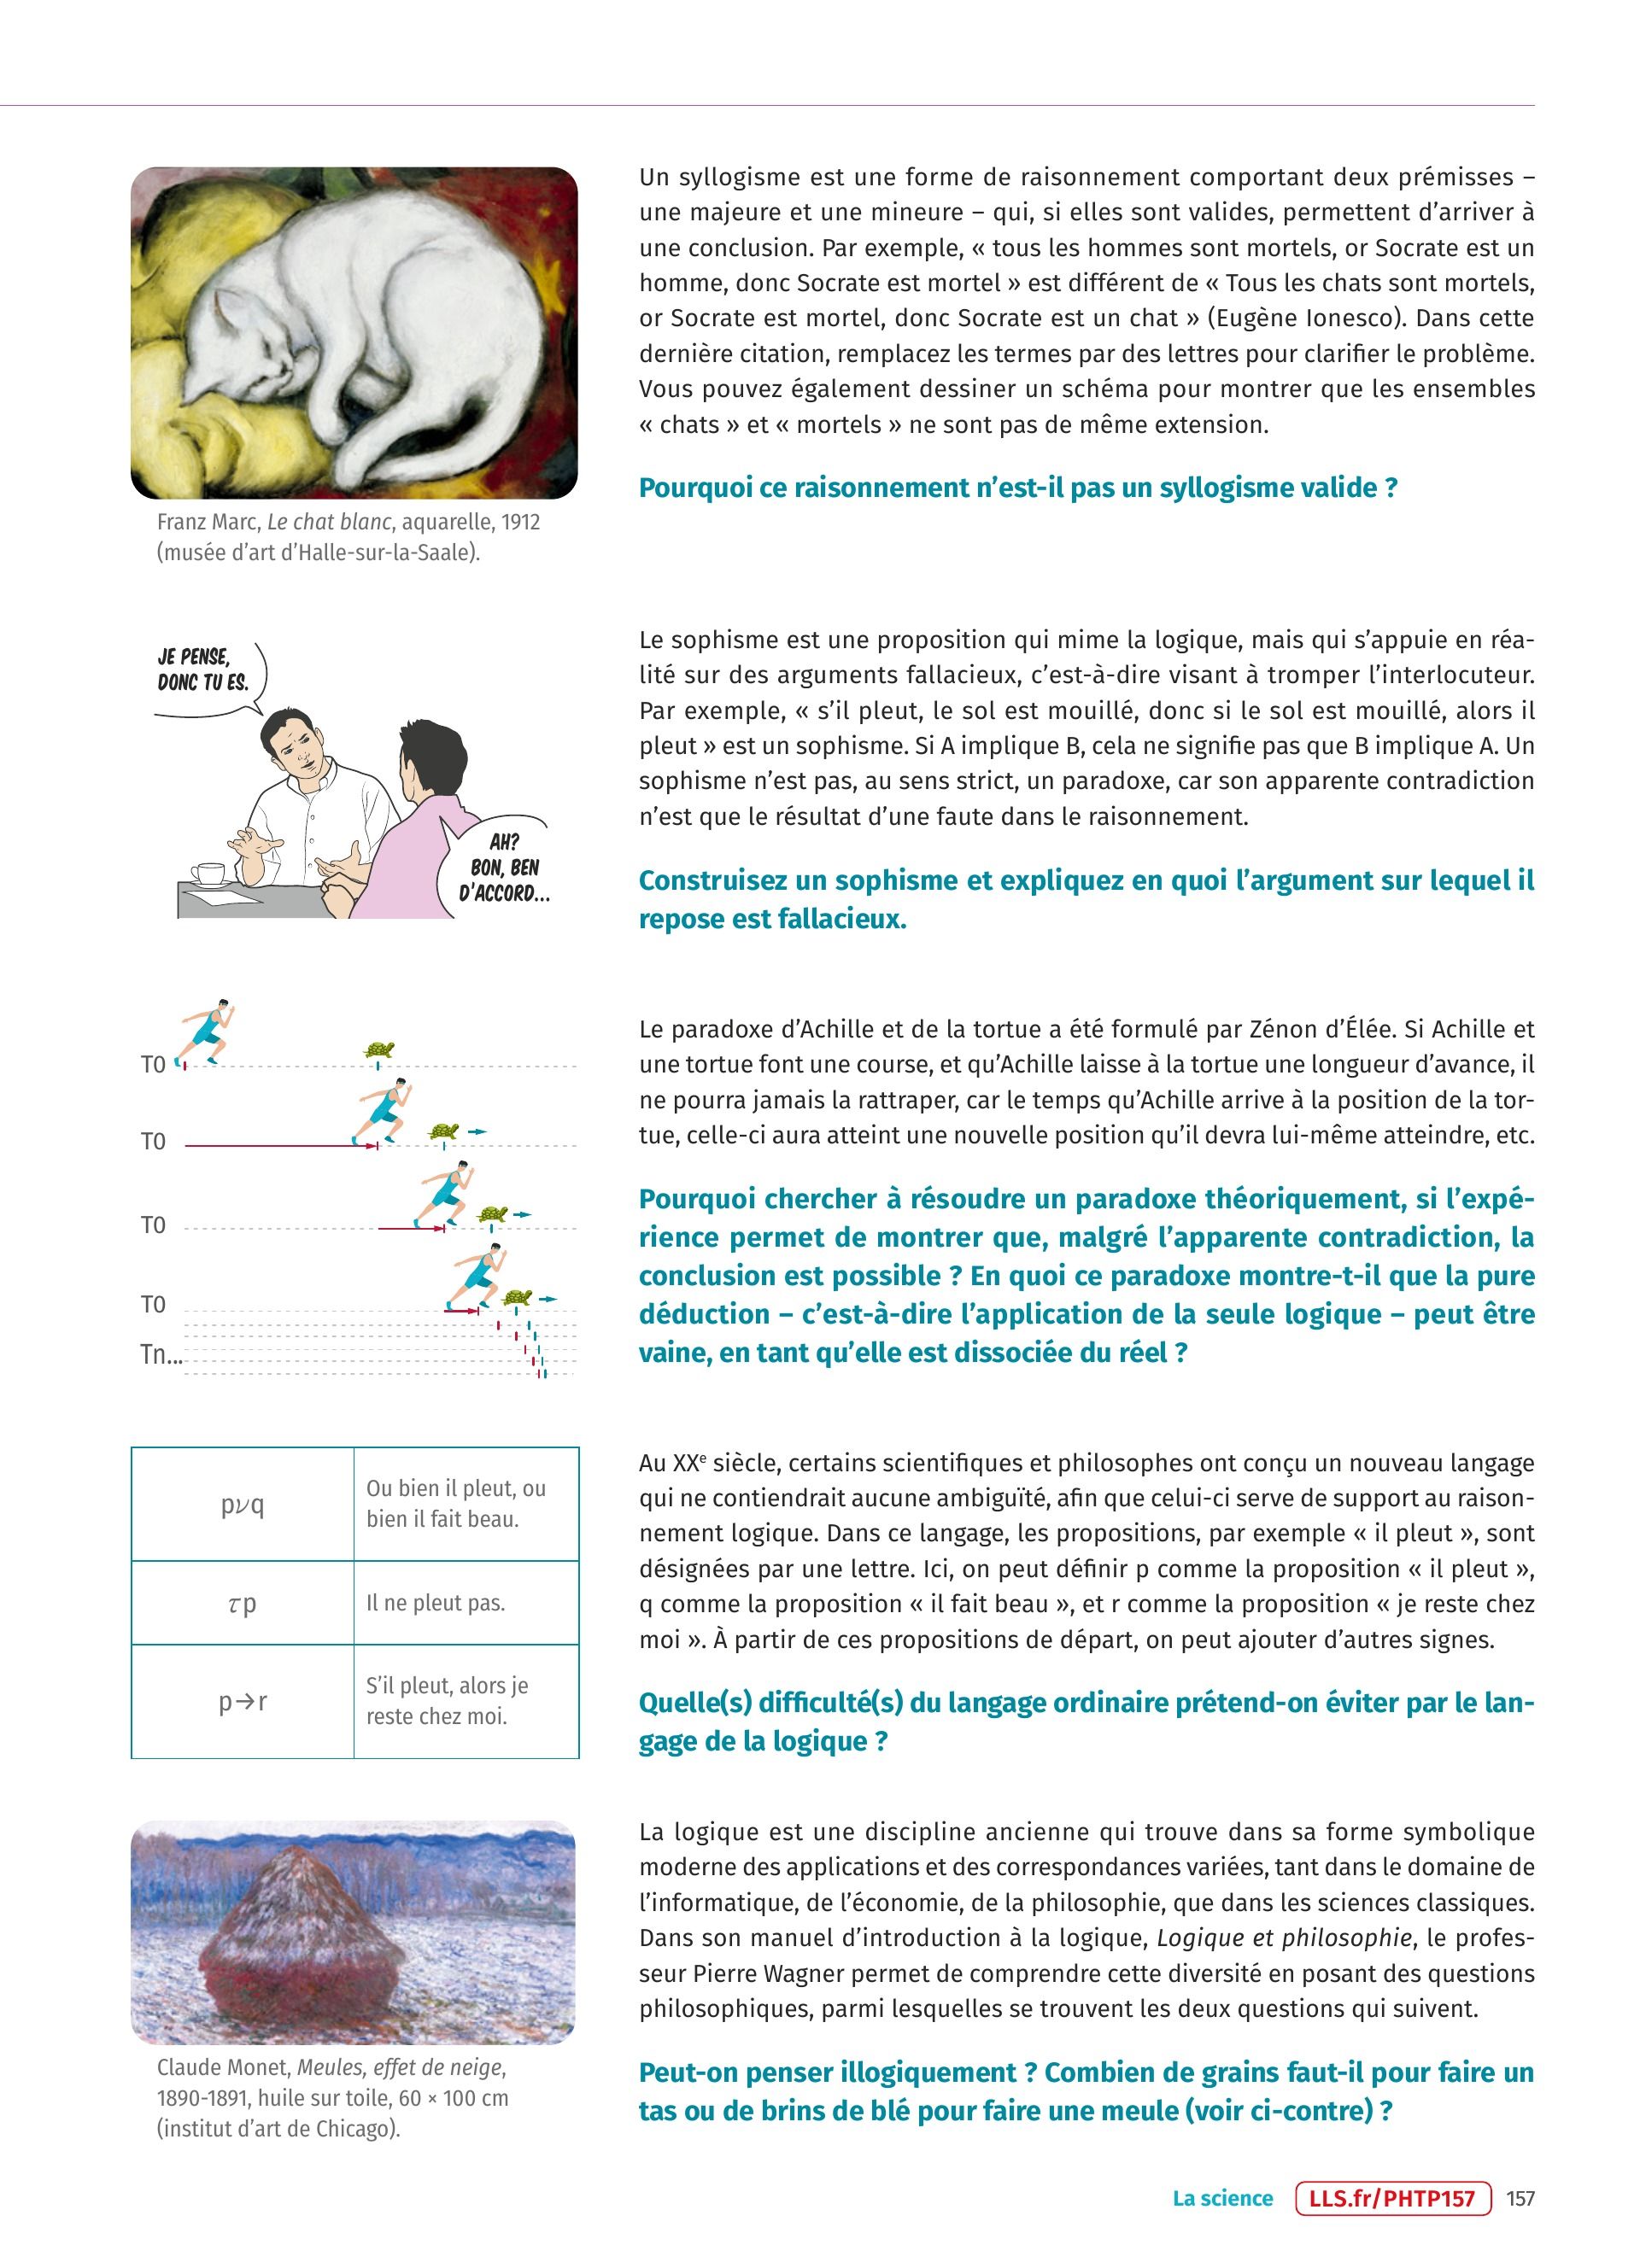 Un syllogisme est une forme de raisonnement comportant deux prémisses –
une majeure et une mineure – qui, si elles sont valides, permettent d’arriver à
une conclusion. Par exemple, « tous les hommes sont mortels, or Socrate est un
homme, donc Socrate est mortel » est différent de « Tous les chats sont mortels,
or Socrate est mortel, donc Socrate est un chat » (Eugène Ionesco). Dans cette
dernière citation, remplacez les termes par des lettres pour clarifier le problème.
Vous pouvez également dessiner un schéma pour montrer que les ensembles
« chats » et « mortels » ne sont pas de même extension.
Pourquoi ce raisonnement n’est-il pas un syllogisme valide ?
Franz Marc, Le chat blanc, aquarelle, 1912
(musée d’art d’Halle-sur-la-Saale).
JE PENSE,
DONC TU ES.
AH?
BON, BEN
D’ACCORD...
Le sophisme est une proposition qui mime la logique, mais qui s’appuie en réa-
lité sur des arguments fallacieux, c’est-à-dire visant à tromper l’interlocuteur.
Par exemple, « s’il pleut, le sol est mouillé, donc si le sol est mouillé, alors il
pleut » est un sophisme. Si A implique B, cela ne signifie pas que B implique A. Un
sophisme n’est pas, au sens strict, un paradoxe, car son apparente contradiction
n’est que le résultat d’une faute dans le raisonnement.
Construisez un sophisme et expliquez en quoi l’argument sur lequel il
repose est fallacieux.
T0
T0
T0
T0
Tn...
Le paradoxe d’Achille et de la tortue a été formulé par Zénon d’Élée. Si Achille et
une tortue font une course, et qu’Achille laisse à la tortue une longueur d’avance, il
ne pourra jamais la rattraper, car le temps qu’Achille arrive à la position de la tor-
tue, celle-ci aura atteint une nouvelle position qu’il devra lui-même atteindre, etc.
Pourquoi chercher à résoudre un paradoxe théoriquement, si l’expé-
rience permet de montrer que, malgré l’apparente contradiction, la
conclusion est possible ? En quoi ce paradoxe montre-t-il que la pure
déduction – c’est-à-dire l’application de la seule logique – peut être
vaine, en tant qu’elle est dissociée du réel ?
pνq
Ou bien il pleut, ou
bien il fait beau.
τp
Il ne pleut pas.
p→r
S’il pleut, alors je
reste chez moi.
Au XXe siècle, certains scientifiques et philosophes ont conçu un nouveau langage
qui ne contiendrait aucune ambiguïté, afin que celui-ci serve de support au raison-
nement logique. Dans ce langage, les propositions, par exemple « il pleut », sont
désignées par une lettre. Ici, on peut définir p comme la proposition « il pleut »,
q comme la proposition « il fait beau », et r comme la proposition « je reste chez
moi ». À partir de ces propositions de départ, on peut ajouter d’autres signes.
Quelle(s) difficulté(s) du langage ordinaire prétend-on éviter par le lan-
gage de la logique ?
La logique est une discipline ancienne qui trouve dans sa forme symbolique
moderne des applications et des correspondances variées, tant dans le domaine de
l’informatique, de l’économie, de la philosophie, que dans les sciences classiques.
Dans son manuel d’introduction à la logique, Logique et philosophie, le profes-
seur Pierre Wagner permet de comprendre cette diversité en posant des questions
philosophiques, parmi lesquelles se trouvent les deux questions qui suivent.
Claude Monet, Meules, effet de neige,
1890-1891, huile sur toile, 60 × 100 cm
(institut d’art de Chicago).
Peut-on penser illogiquement ? Combien de grains faut-il pour faire un
tas ou de brins de blé pour faire une meule (voir ci-contre) ?
La science LLS.fr/PHTP157 157